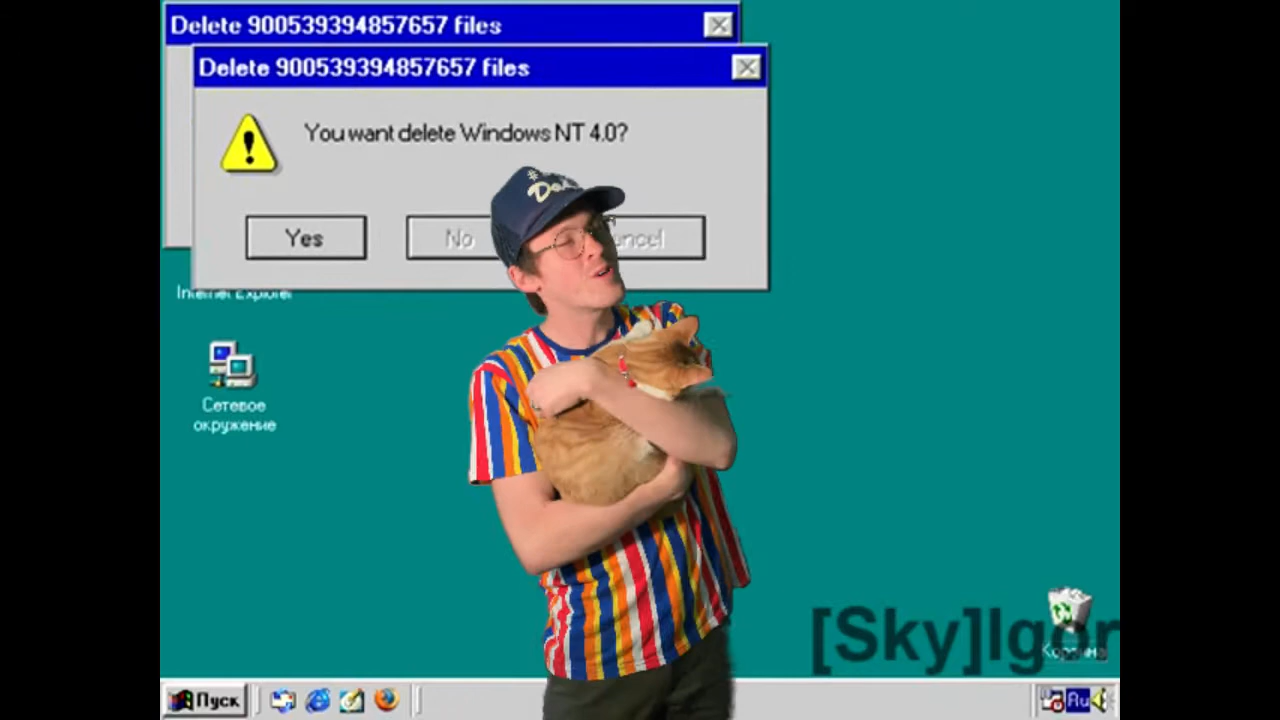 Delete 900539394857657 files
Delete 900539394857657 files
You want delete Windows NT 4.0?
Yes
No
Internet Explorer
Сетевое
окружение
[Sky]Igor
Корзина
Пуск
Ru